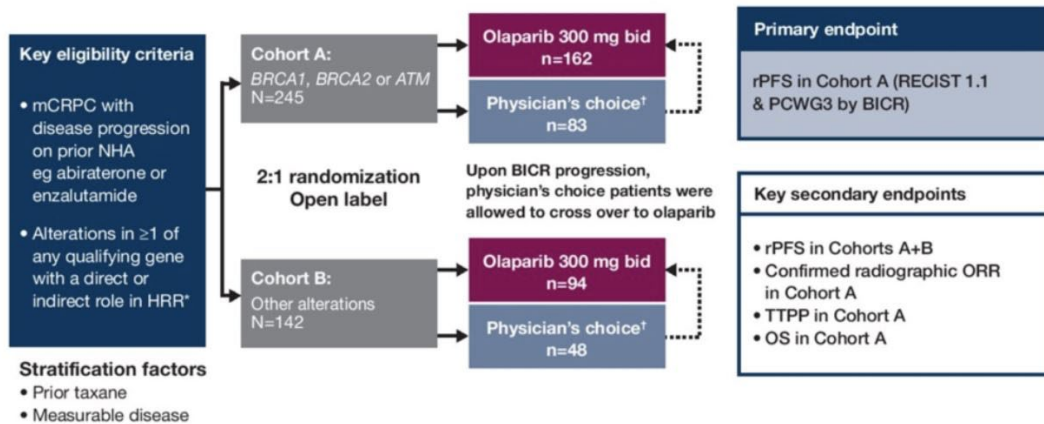 Key eligibility criteria
• mCRPC with
disease progression
on prior NHA
eg abiraterone or
enzalutamide
• Alterations in ≥1 of
any qualifying gene
with a direct or
indirect role in HRR*
Stratification factors
• Prior taxane
• Measurable disease
Cohort A:
BRCA1, BRCA2 or ATM
N=245
2:1 randomization
Open label
Cohort B:
Other alterations
N=142
Olaparib 300 mg bid
n=162
Physician's choice†
n=83
Upon BICR progression,
physician's choice patients were
allowed to cross over to olaparib
Olaparib 300 mg bid
n=94
Physician's choice†
n=48
Primary endpoint
rPFS in Cohort A (RECIST 1.1
& PCWG3 by BICR)
Key secondary endpoints
• rPFS in Cohorts A+B
• Confirmed radiographic ORR
in Cohort A
• TTPP in Cohort A
• OS in Cohort A